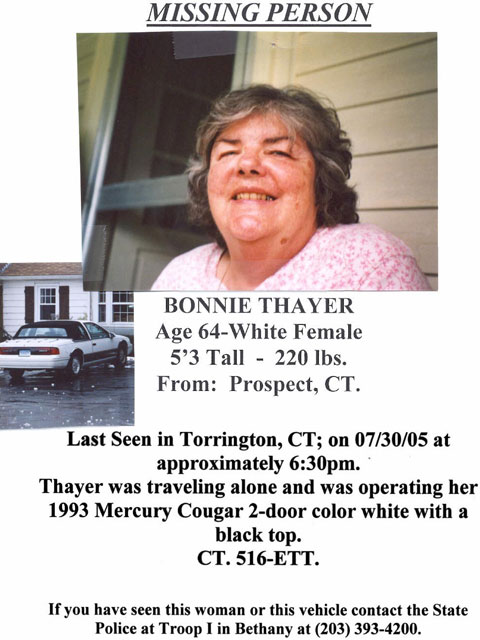 MISSING PERSON
BONNIE THAYER
Age 64-White Female
5'3 Tall - 220 lbs.
From: Prospect, CT.
Last Seen in Torrington, CT; on 07/30/05 at
approximately 6:30pm.
Thayer was traveling alone and was operating her
1993 Mercury Cougar 2-door color white with a
black top.
CT. 516-ETT.
If you have seen this woman or this vehicle contact the State
Police at Troop I in Bethany at (203) 393-4200.